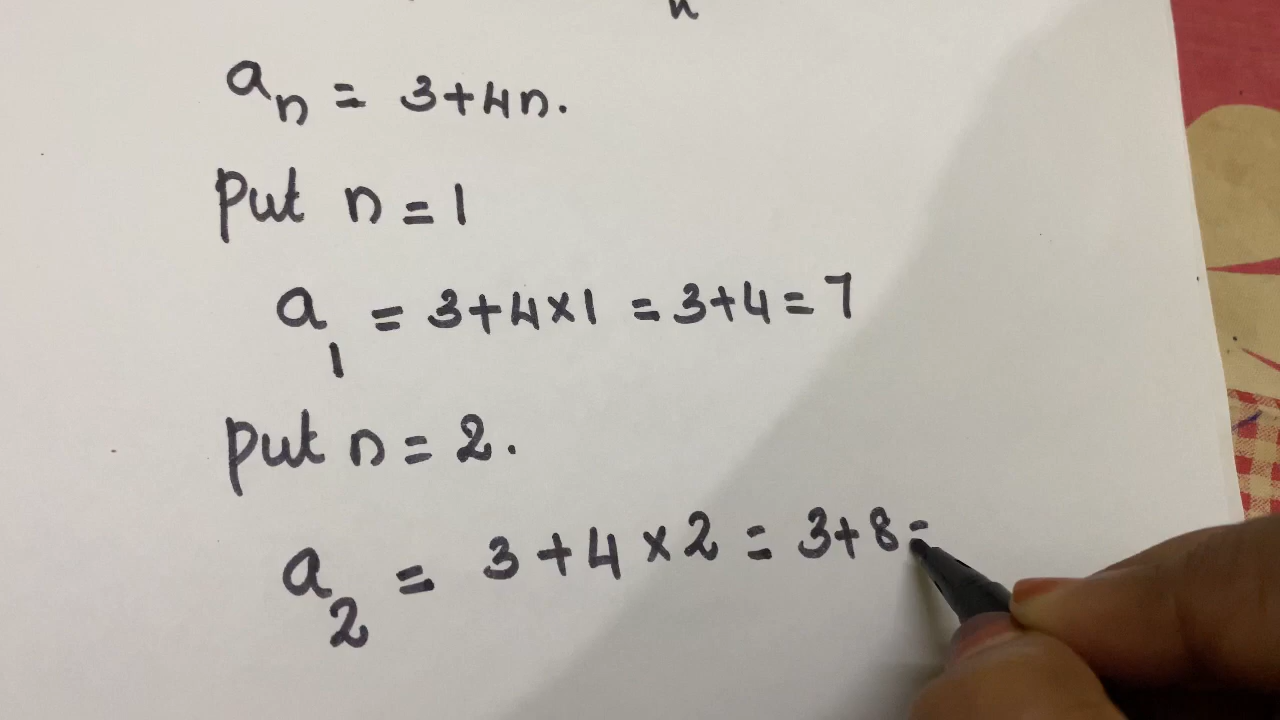 n
an = 3+4n.
put n = 1
a1 = 3+4×1 = 3+4 = 7
put n = 2.
a2 = 3+4×2 = 3+8=